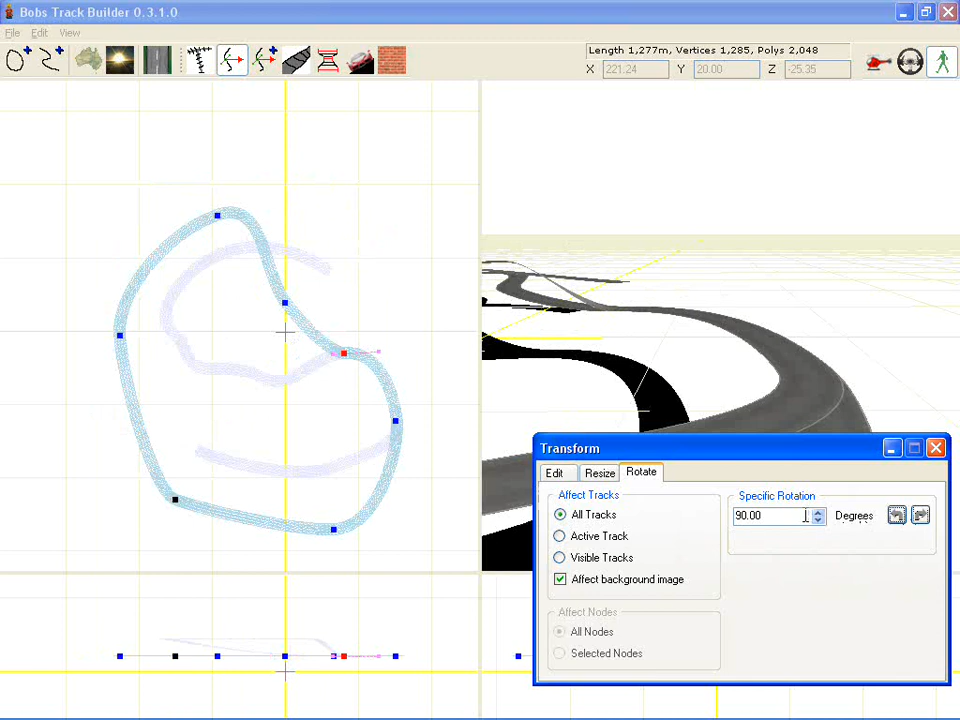 Bobs Track Builder 0.3.1.0
File Edit View
Length 1,277m, Vertices 1,285, Polys 2,048
X 221.24 Y 20.00 Z -25.35
Transform
Edit Resize Rotate
Affect Tracks
All Tracks
Active Track
Visible Tracks
Affect background image
Specific Rotation
90.00 Degrees
Affect Nodes
All Nodes
Selected Nodes